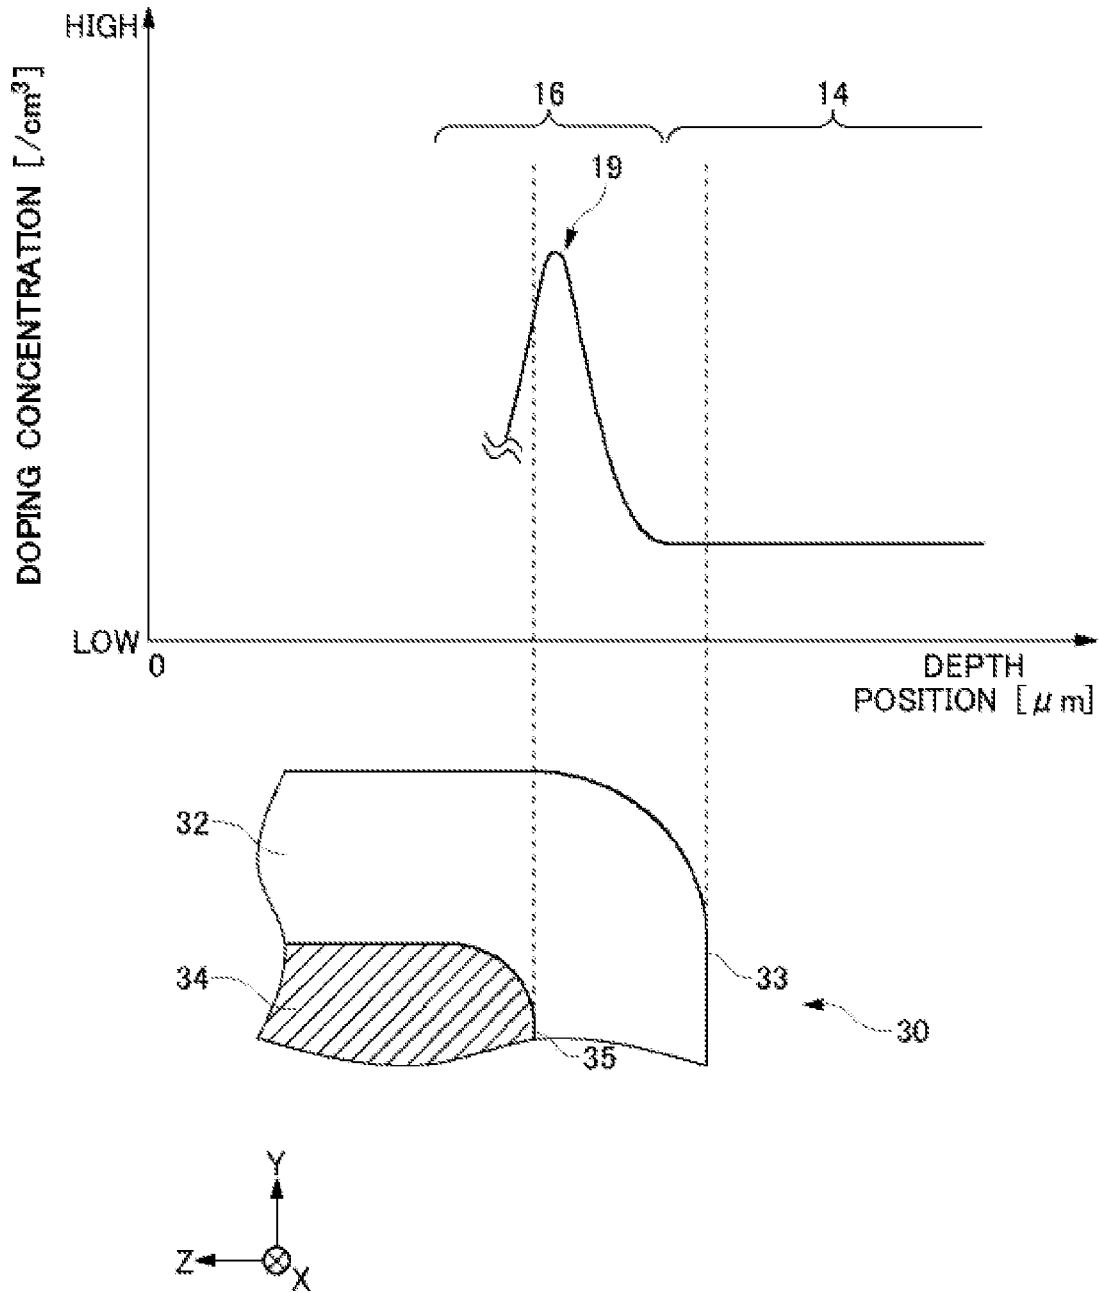 HIGH
DOPING CONCENTRATION [/cm³]
16
14
19
LOW
0
DEPTH
POSITION [μm]
32
34
33
30
35
Y
Z
X